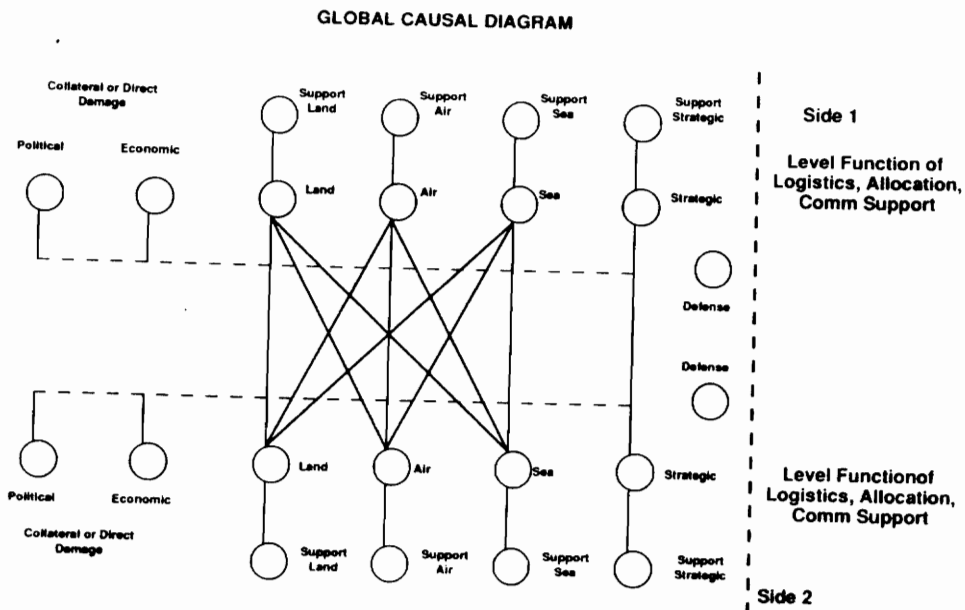 GLOBAL CAUSAL DIAGRAM
Collateral or Direct
Damage
Political
Economic
Support
Land
Support
Air
Support
Sea
Support
Strategic
Land
Air
Sea
Strategic
Defense
Side 1
Level Function of
Logistics, Allocation,
Comm Support
Defense
Political
Economic
Collateral or Direct
Damage
Land
Air
Sea
Strategic
Support
Land
Support
Air
Support
Sea
Support
Strategic
Level Functionof
Logistics, Allocation,
Comm Support
Side 2